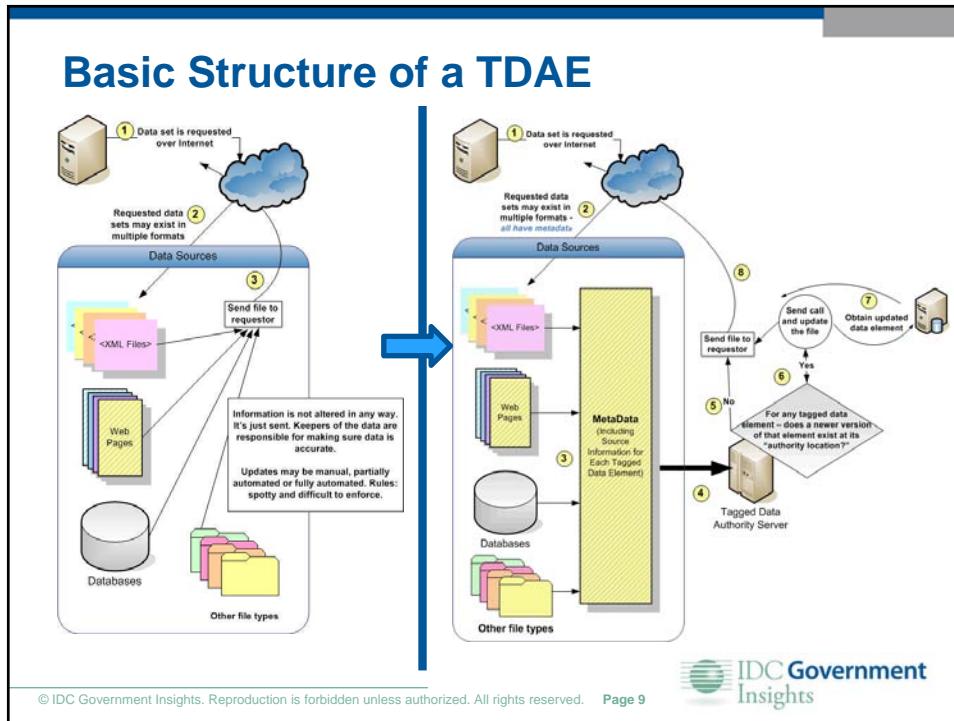 Basic Structure of a TDAE
1
Data set is requested
over Internet
Requested data
sets may exist in
multiple formats
2
Data Sources
3
Send file to
requestor
<XML Files>
Web
Pages
Information is not altered in any way.
It's just sent. Keepers of the data are
responsible for making sure data is
accurate.
Updates may be manual, partially
automated or fully automated. Rules:
spotty and difficult to enforce.
Databases
Other file types
1
Data set is requested
over Internet
2
Requested data
sets may exist in
multiple formats -
all have metadata
Data Sources
<XML Files>
Web
Pages
Databases
Other file types
3
MetaData
(Including
Source
Information for
Each Tagged
Data Element)
4
Tagged Data
Authority Server
8
Send file to
requestor
Send call
and update
the file
7
Obtain updated
data element
Yes
6
5
No
For any tagged data
element – does a newer version
of that element exist at its
“authority location?”
© IDC Government Insights. Reproduction is forbidden unless authorized. All rights reserved. Page 9
IDC Government
Insights